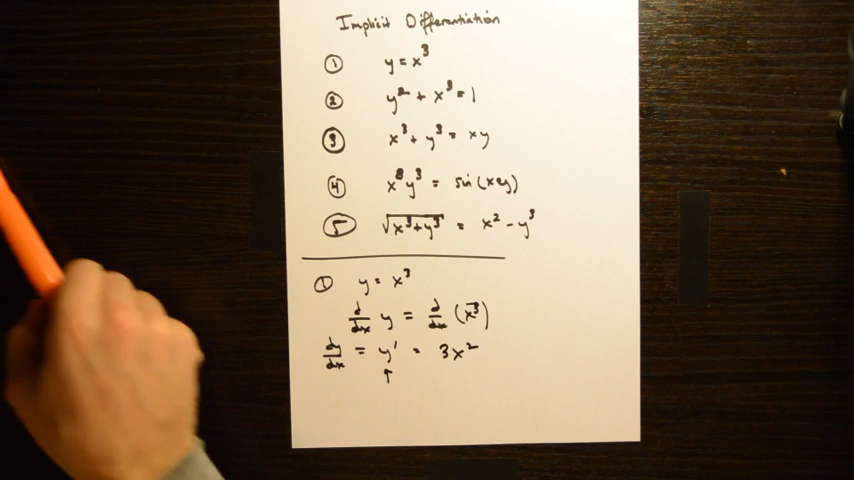 Implicit Differentiation
① y = x³
② y² + x³ = 1
③ x³ + y³ = xy
④ x⁸y³ = sin(xy)
⑤ √(x³+y³) = x² - y³
① y = x³
d/dx y = d/dx (x³)
dy/dx = y' = 3x²
↑